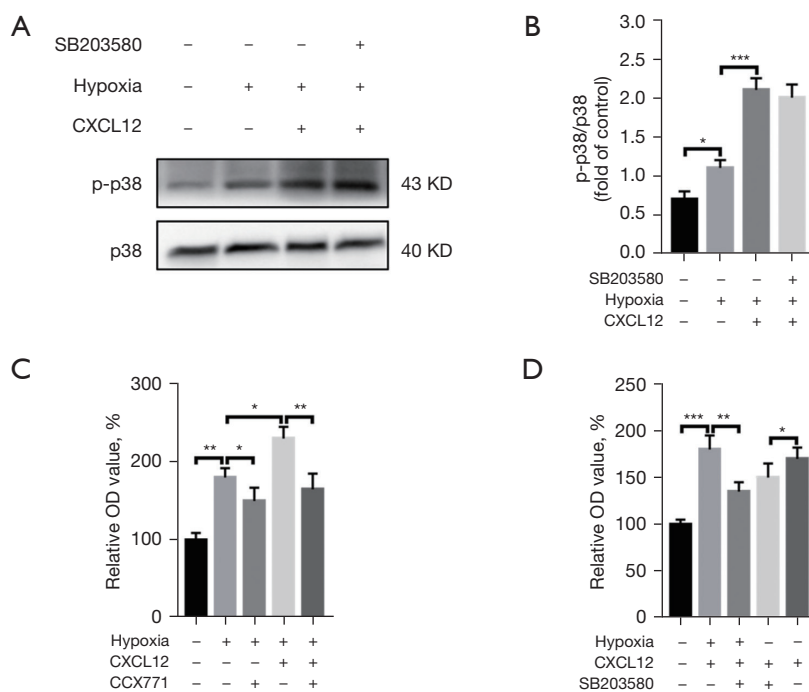 A
SB203580 – – – +
Hypoxia – + + +
CXCL12 – – + +
p-p38 43 KD
p38 40 KD
B
p-p38/p38
(fold of control)
3.0
2.5
2.0
1.5
1.0
0.5
0.0
*
***
SB203580 – – – +
Hypoxia – + + +
CXCL12 – – + +
C
Relative OD value, %
300
200
100
0
**
*
*
**
Hypoxia – + + + +
CXCL12 – – – + +
CCX771 – – + – +
D
Relative OD value, %
250
200
150
100
50
0
***
**
*
Hypoxia – + + – –
CXCL12 – + + + +
SB203580 – – + + –